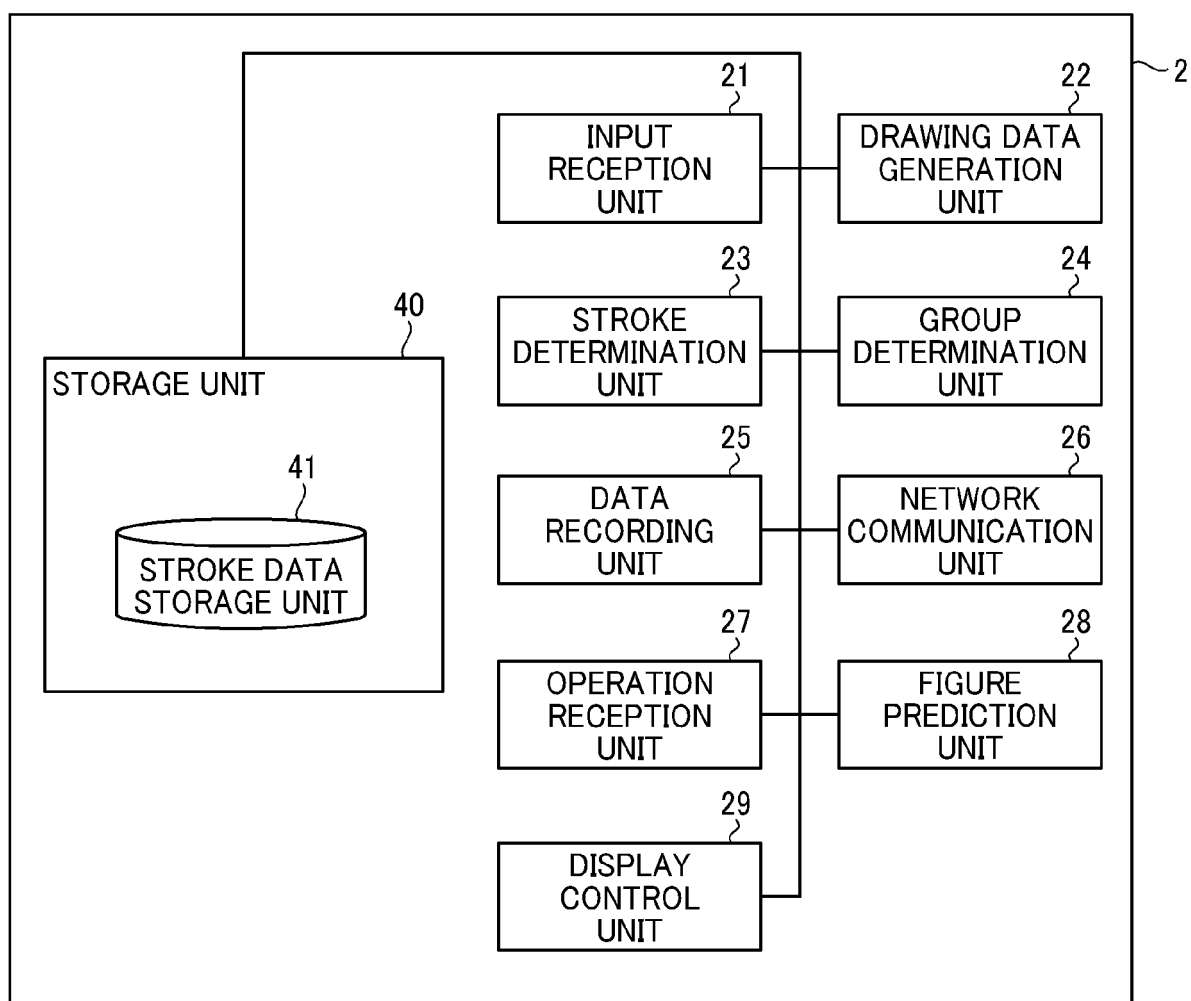 2
21
INPUT
RECEPTION
UNIT
22
DRAWING DATA
GENERATION
UNIT
23
STROKE
DETERMINATION
UNIT
24
GROUP
DETERMINATION
UNIT
40
STORAGE UNIT
41
STROKE DATA
STORAGE UNIT
25
DATA
RECORDING
UNIT
26
NETWORK
COMMUNICATION
UNIT
27
OPERATION
RECEPTION
UNIT
28
FIGURE
PREDICTION
UNIT
29
DISPLAY
CONTROL
UNIT